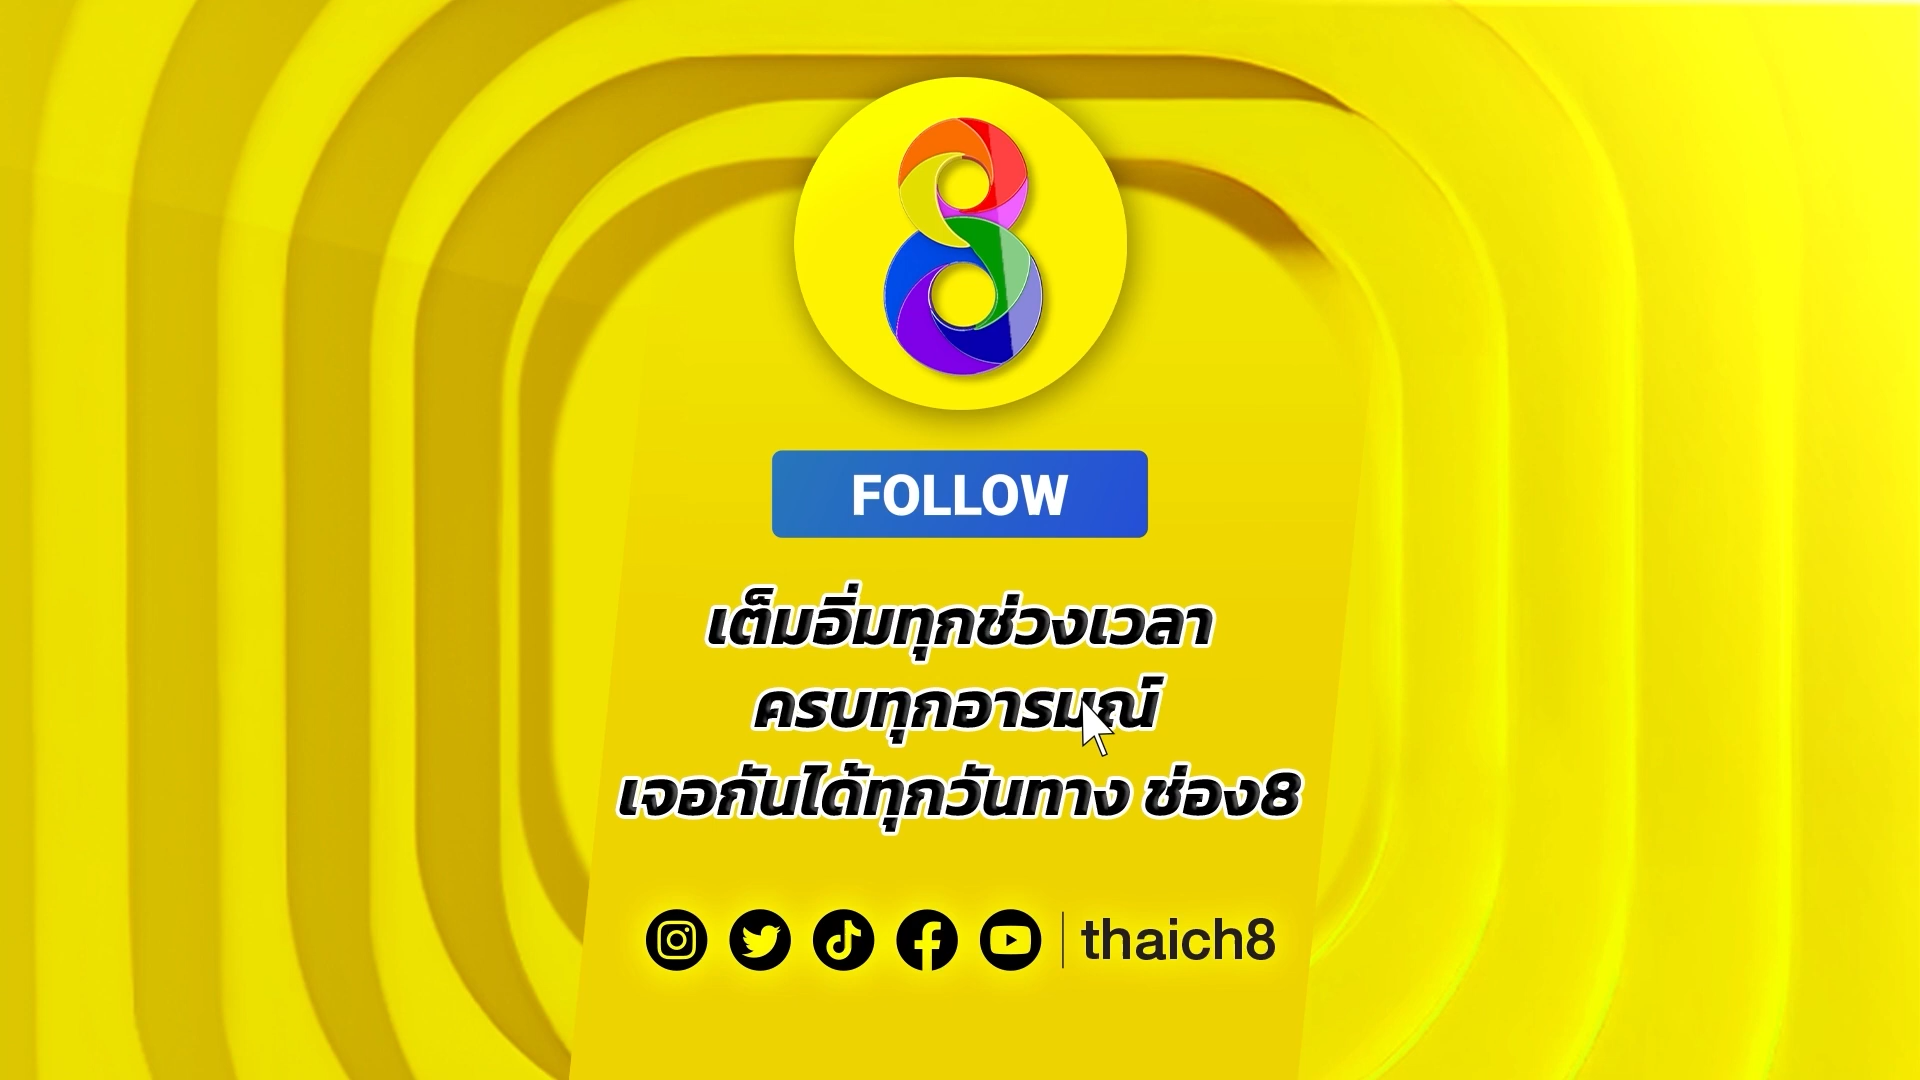 8
FOLLOW
เต็มอิ่มทุกช่วงเวลา
ครบทุกอารมณ์
เจอกันได้ทุกวันทาง ช่อง8
thaich8